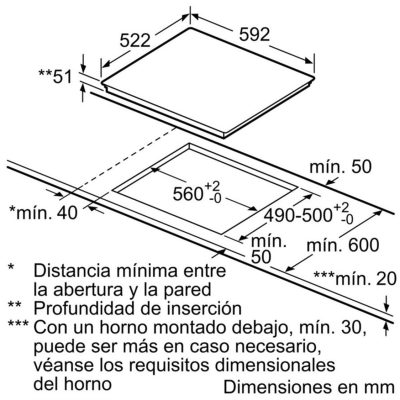 522
592
**51
mín. 50
560 +2 -0
490-500 +2 -0
*mín. 40
mín. 50
mín. 600
***mín. 20
* Distancia mínima entre
la abertura y la pared
** Profundidad de inserción
*** Con un horno montado debajo, mín. 30,
puede ser más en caso necesario,
véanse los requisitos dimensionales
del horno
Dimensiones en mm